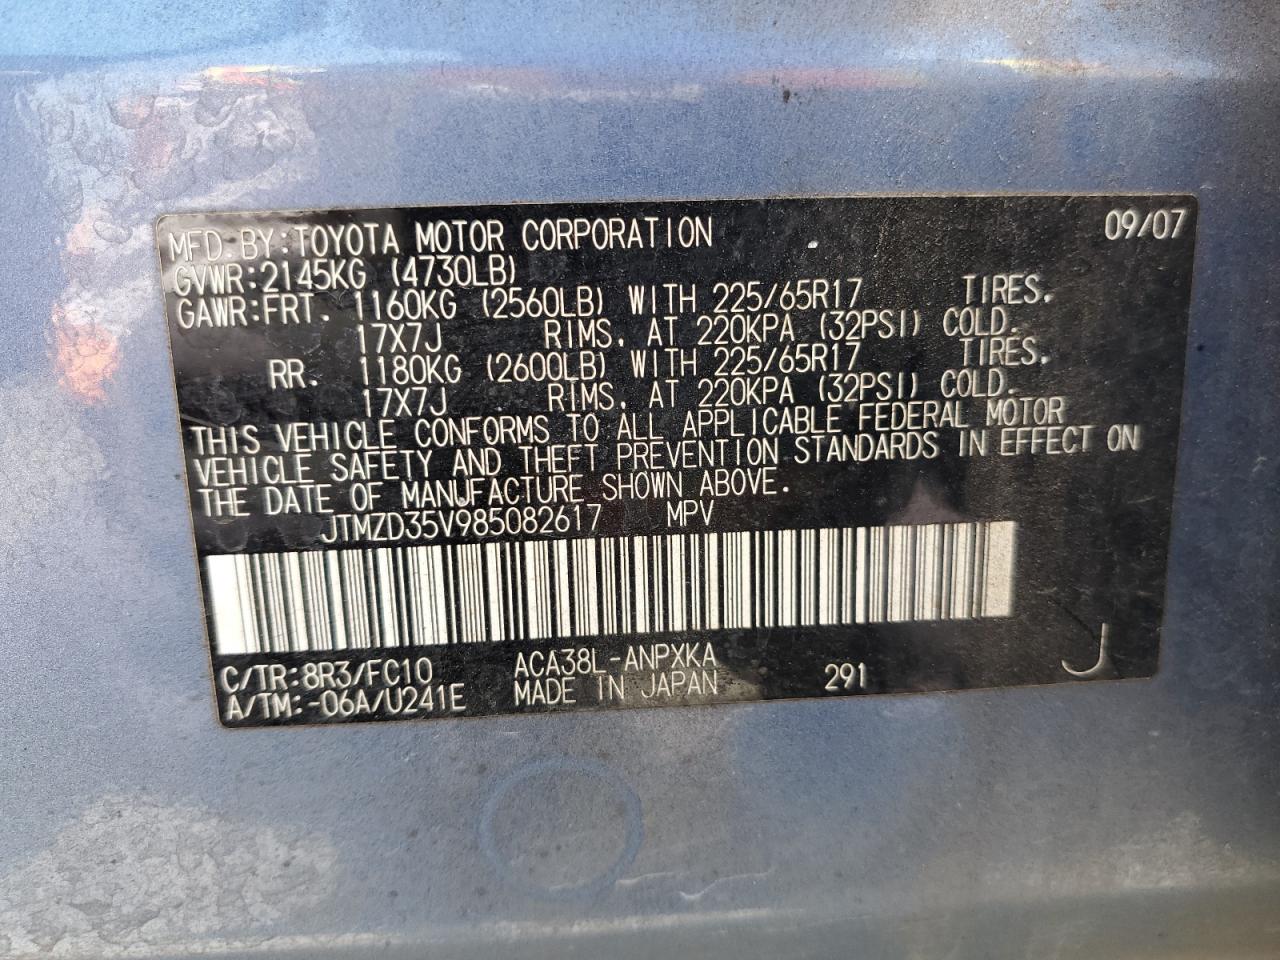 MFD. BY: TOYOTA MOTOR CORPORATION 09/07
GVWR: 2145KG (4730LB)
GAWR: FRT. 1160KG (2560LB) WITH 225/65R17 TIRES.
17X7J RIMS, AT 220KPA (32PSI) COLD.
RR. 1180KG (2600LB) WITH 225/65R17 TIRES.
17X7J RIMS, AT 220KPA (32PSI) COLD.
THIS VEHICLE CONFORMS TO ALL APPLICABLE FEDERAL MOTOR
VEHICLE SAFETY AND THEFT PREVENTION STANDARDS IN EFFECT ON
THE DATE OF MANUFACTURE SHOWN ABOVE.
JTMZD35V985082617 MPV
C/TR: 8R3/FC10 ACA38L-ANPXKA
A/TM: -06A/U241E MADE IN JAPAN 291 J